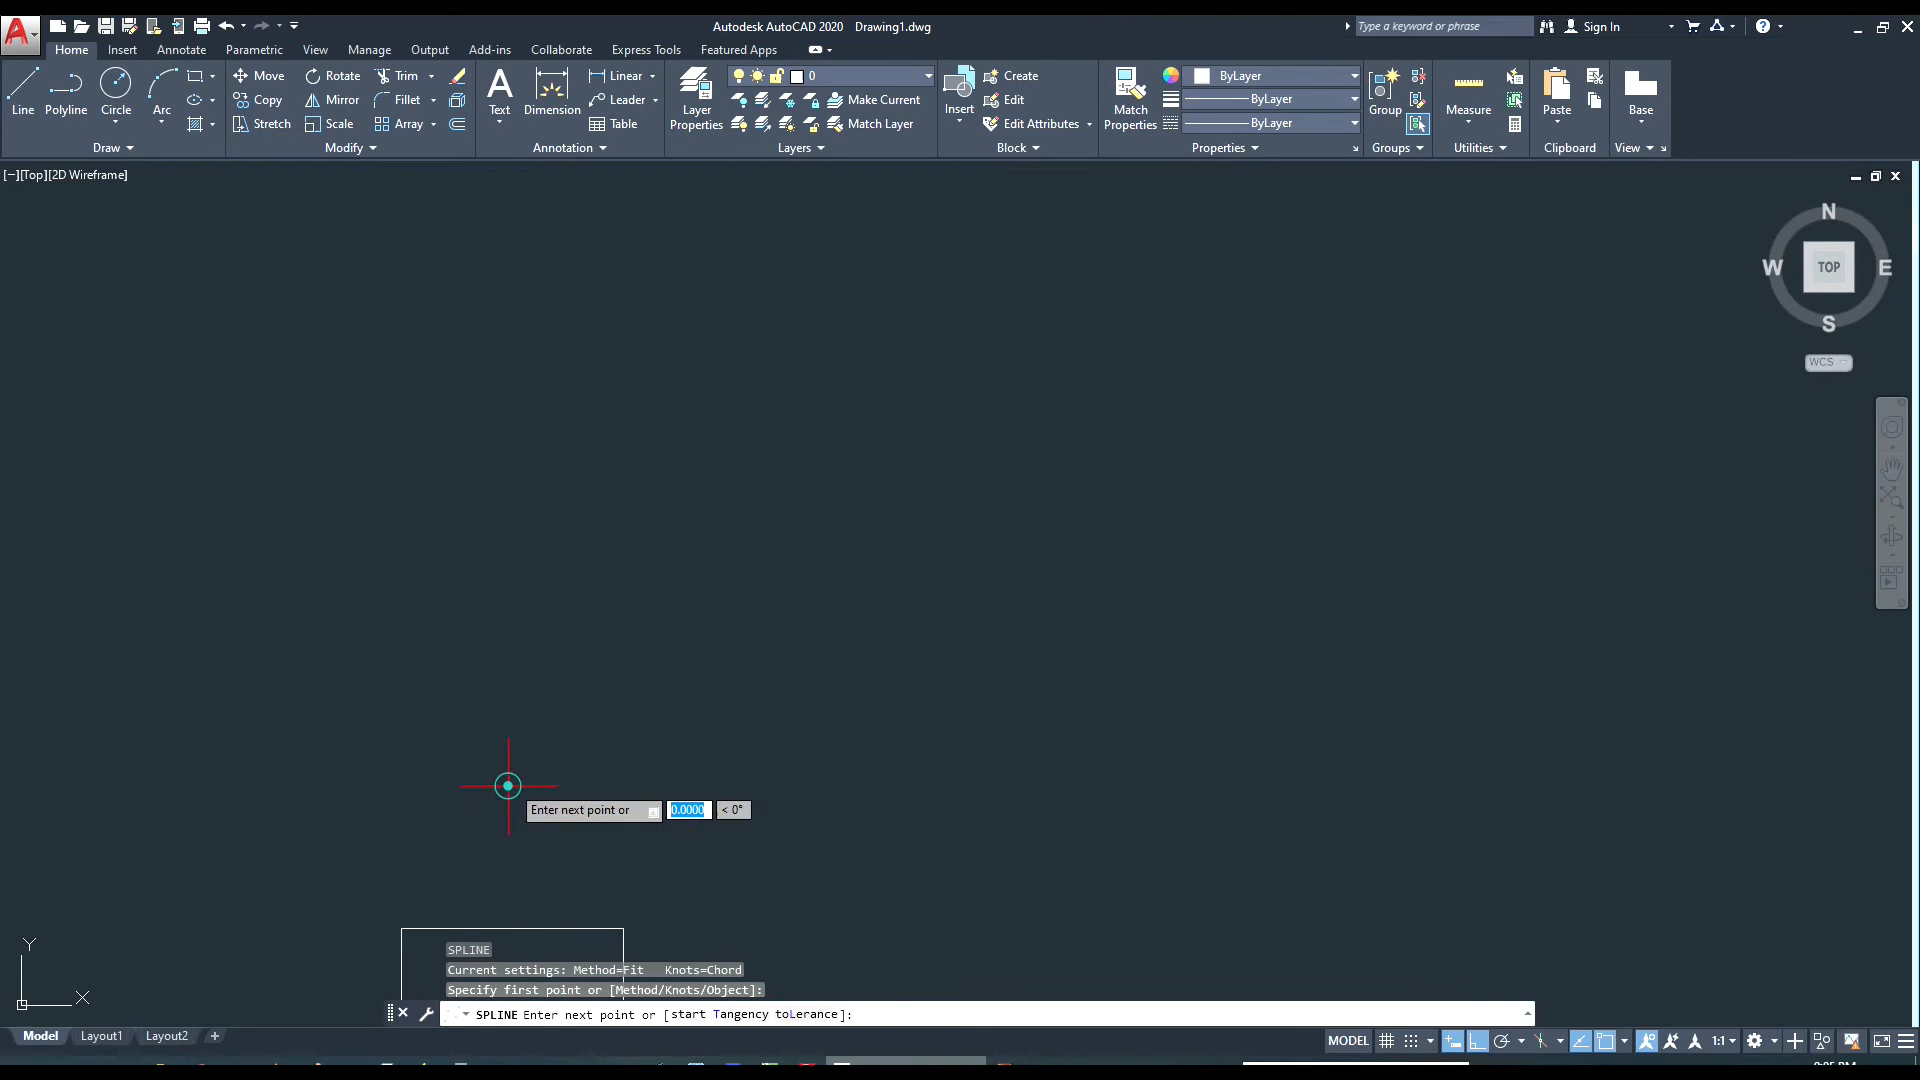 Autodesk AutoCAD 2020 Drawing1.dwg
Type a keyword or phrase
Sign In
Home Insert Annotate Parametric View Manage Output Add-ins Collaborate Express Tools Featured Apps
Line Polyline Circle Arc
Draw
Move Rotate Trim
Copy Mirror Fillet
Stretch Scale Array
Modify
Text Dimension
Linear
Leader
Table
Annotation
Layer Properties
0
Make Current
Match Layer
Layers
Insert
Create
Edit
Edit Attributes
Block
Match Properties
ByLayer
ByLayer
ByLayer
Properties
Group
Groups
Measure
Utilities
Paste
Clipboard
Base
View
[−][Top][2D Wireframe]
N
W TOP E
S
WCS
Enter next point or 0.0000 < 0°
Y
X
SPLINE
Current settings: Method=Fit Knots=Chord
Specify first point or [Method/Knots/Object]:
SPLINE Enter next point or [start Tangency toLerance]:
Model Layout1 Layout2 +
MODEL 1:1